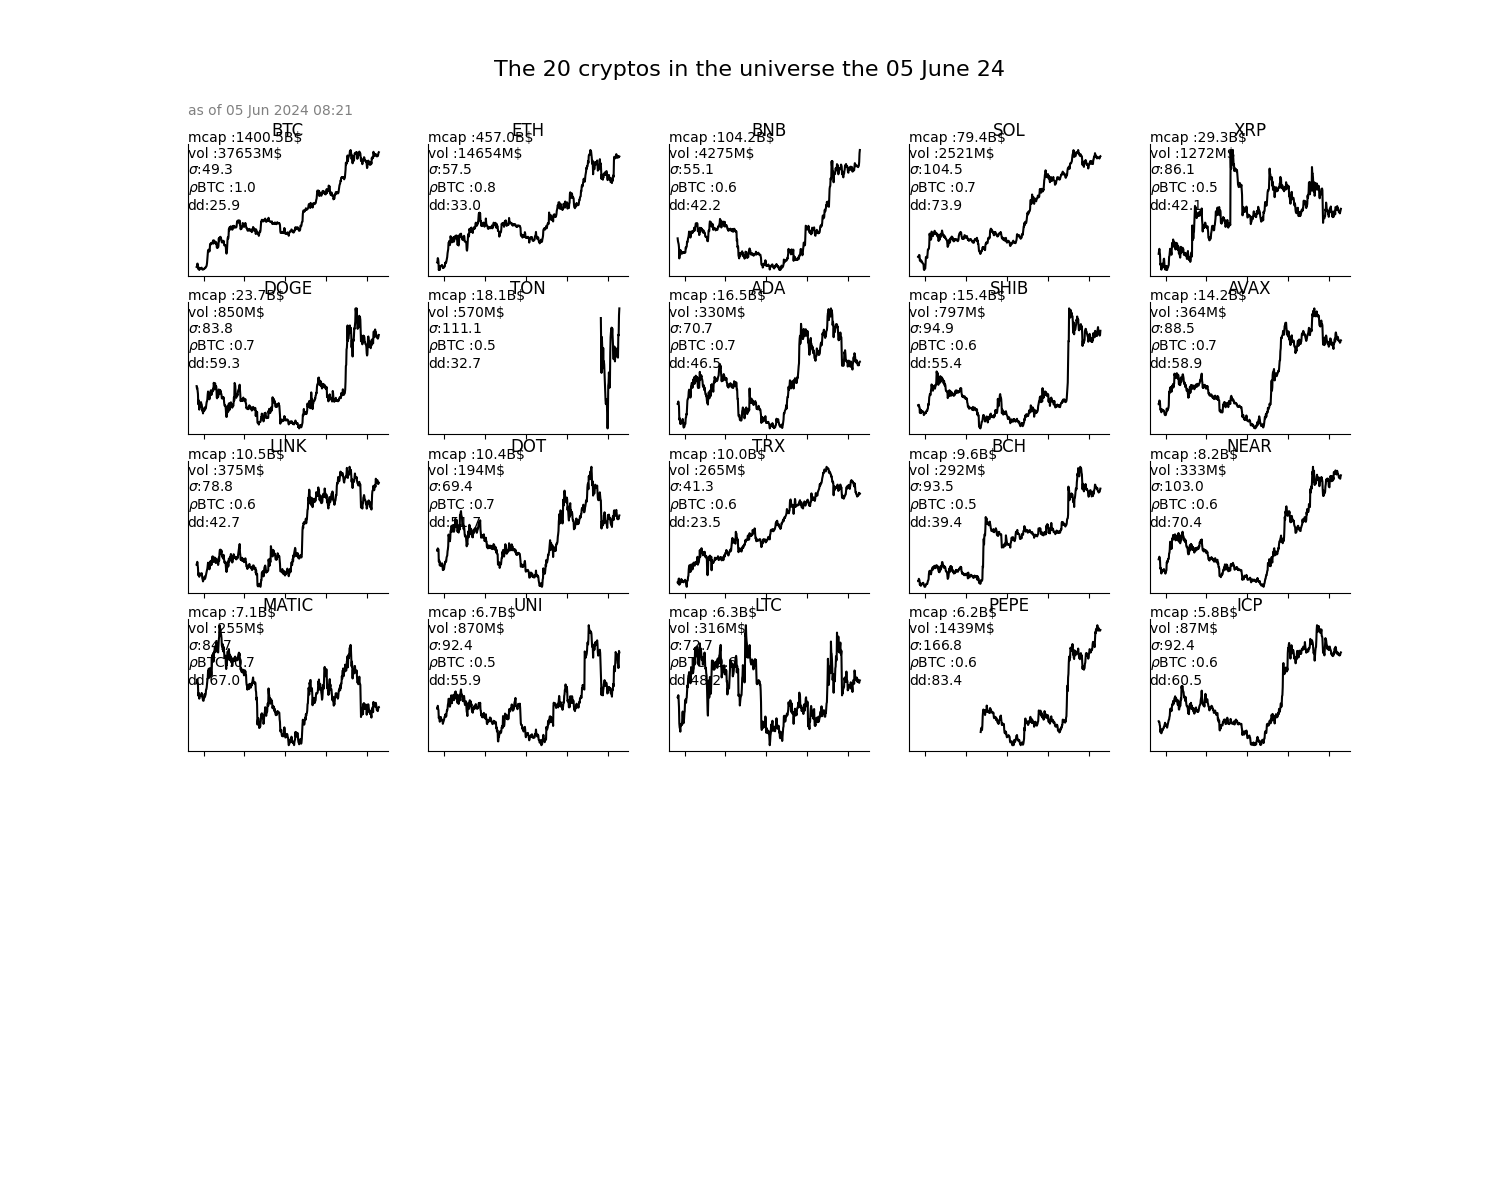 The 20 cryptos in the universe the 05 June 24
as of 05 Jun 2024 08:21
BTC
mcap :1400.5B$
vol :37653M$
σ:49.3
ρBTC :1.0
dd:25.9
ETH
mcap :457.0B$
vol :14654M$
σ:57.5
ρBTC :0.8
dd:33.0
BNB
mcap :104.2B$
vol :4275M$
σ:55.1
ρBTC :0.6
dd:42.2
SOL
mcap :79.4B$
vol :2521M$
σ:104.5
ρBTC :0.7
dd:73.9
XRP
mcap :29.3B$
vol :1272M$
σ:86.1
ρBTC :0.5
dd:42.1
DOGE
mcap :23.7B$
vol :850M$
σ:83.8
ρBTC :0.7
dd:59.3
TON
mcap :18.1B$
vol :570M$
σ:111.1
ρBTC :0.5
dd:32.7
ADA
mcap :16.5B$
vol :330M$
σ:70.7
ρBTC :0.7
dd:46.5
SHIB
mcap :15.4B$
vol :797M$
σ:94.9
ρBTC :0.6
dd:55.4
AVAX
mcap :14.2B$
vol :364M$
σ:88.5
ρBTC :0.7
dd:58.9
LINK
mcap :10.5B$
vol :375M$
σ:78.8
ρBTC :0.6
dd:42.7
DOT
mcap :10.4B$
vol :194M$
σ:69.4
ρBTC :0.7
TRX
mcap :10.0B$
vol :265M$
σ:41.3
ρBTC :0.6
dd:23.5
BCH
mcap :9.6B$
vol :292M$
σ:93.5
ρBTC :0.5
dd:39.4
NEAR
mcap :8.2B$
vol :333M$
σ:103.0
ρBTC :0.6
dd:70.4
MATIC
mcap :7.1B$
vol :255M$
ρBTC :0.7
dd:67.0
UNI
mcap :6.7B$
vol :870M$
σ:92.4
ρBTC :0.5
dd:55.9
LTC
mcap :6.3B$
vol :316M$
σ:72.7
dd:48.2
PEPE
mcap :6.2B$
vol :1439M$
σ:166.8
ρBTC :0.6
dd:83.4
ICP
mcap :5.8B$
vol :87M$
σ:92.4
ρBTC :0.6
dd:60.5